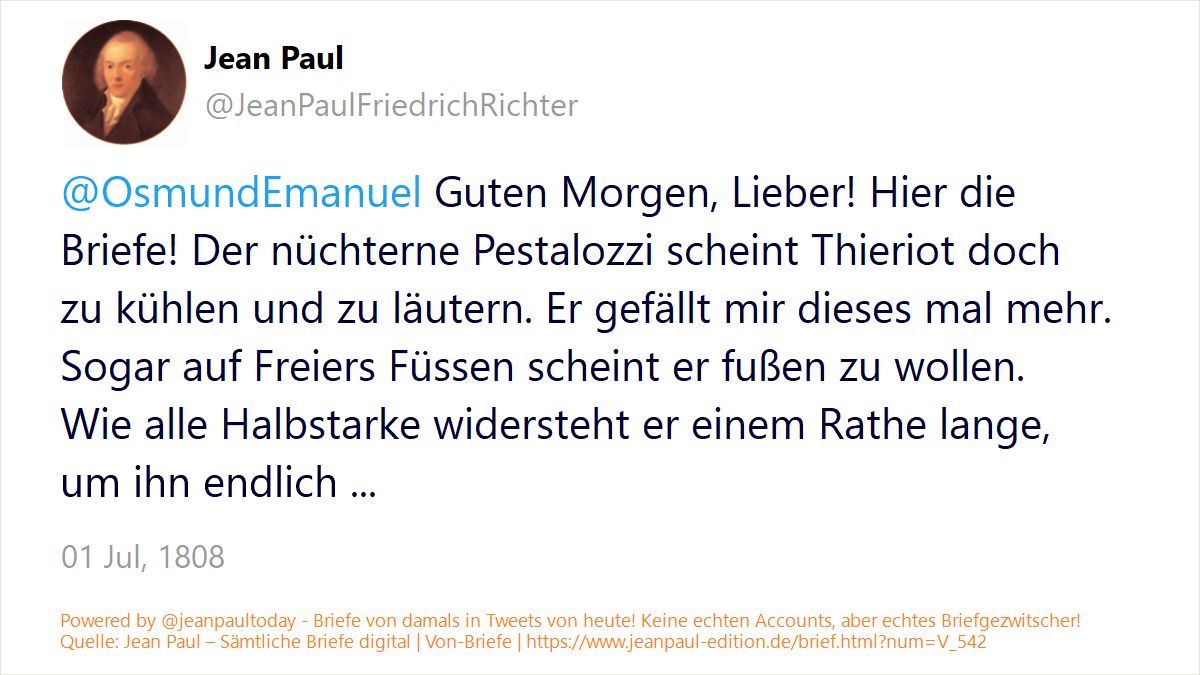 Jean Paul
@JeanPaulFriedrichRichter
@OsmundEmanuel Guten Morgen, Lieber! Hier die
Briefe! Der nüchterne Pestalozzi scheint Thieriot doch
zu kühlen und zu läutern. Er gefällt mir dieses mal mehr.
Sogar auf Freiers Füssen scheint er fußen zu wollen.
Wie alle Halbstarke widersteht er einem Rathe lange,
um ihn endlich ...
01 Jul, 1808
Powered by @jeanpaultoday - Briefe von damals in Tweets von heute! Keine echten Accounts, aber echtes Briefgezwitscher!
Quelle: Jean Paul – Sämtliche Briefe digital | Von-Briefe | https://www.jeanpaul-edition.de/brief.html?num=V_542